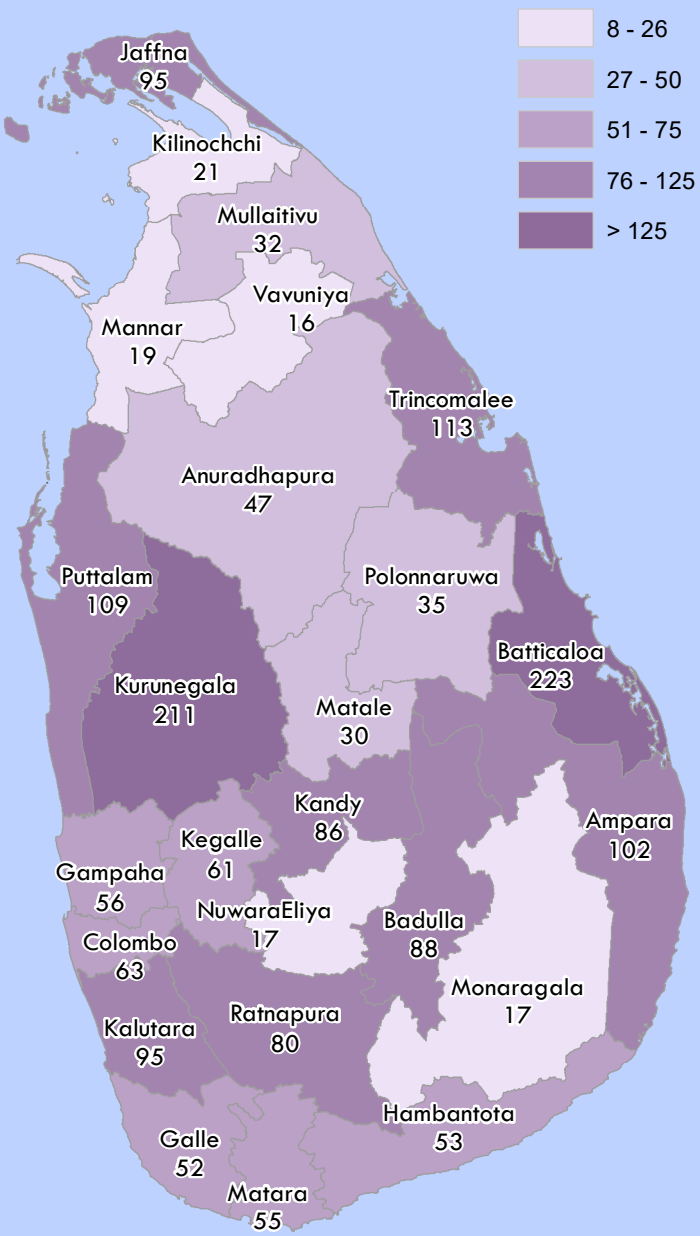 8 - 26
27 - 50
51 - 75
76 - 125
> 125
Jaffna
95
Kilinochchi
21
Mullaitivu
32
Vavuniya
16
Mannar
19
Trincomalee
113
Anuradhapura
47
Puttalam
109
Polonnaruwa
35
Batticaloa
223
Kurunegala
211
Matale
30
Kandy
86
Ampara
102
Kegalle
61
Gampaha
56
NuwaraEliya
17
Badulla
88
Colombo
63
Monaragala
17
Ratnapura
80
Kalutara
95
Hambantota
53
Galle
52
Matara
55